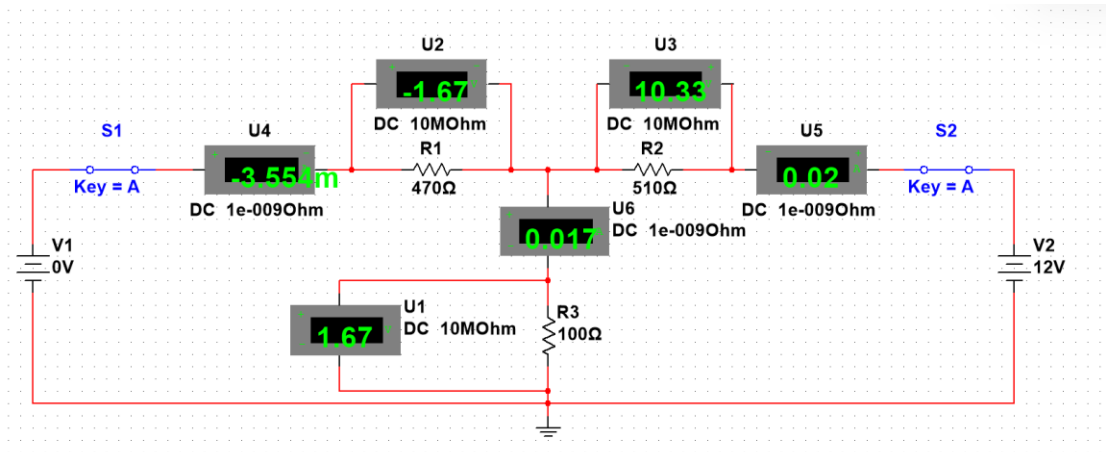 U2
U3
-1.67
10.33
DC 10MOhm
DC 10MOhm
S1
U4
R1
R2
U5
S2
-3.554m
0.02
Key = A
470Ω
510Ω
Key = A
DC 1e-009Ohm
DC 1e-009Ohm
U6
DC 1e-009Ohm
0.017
V1
0V
V2
12V
U1
DC 10MOhm
1.67
R3
100Ω